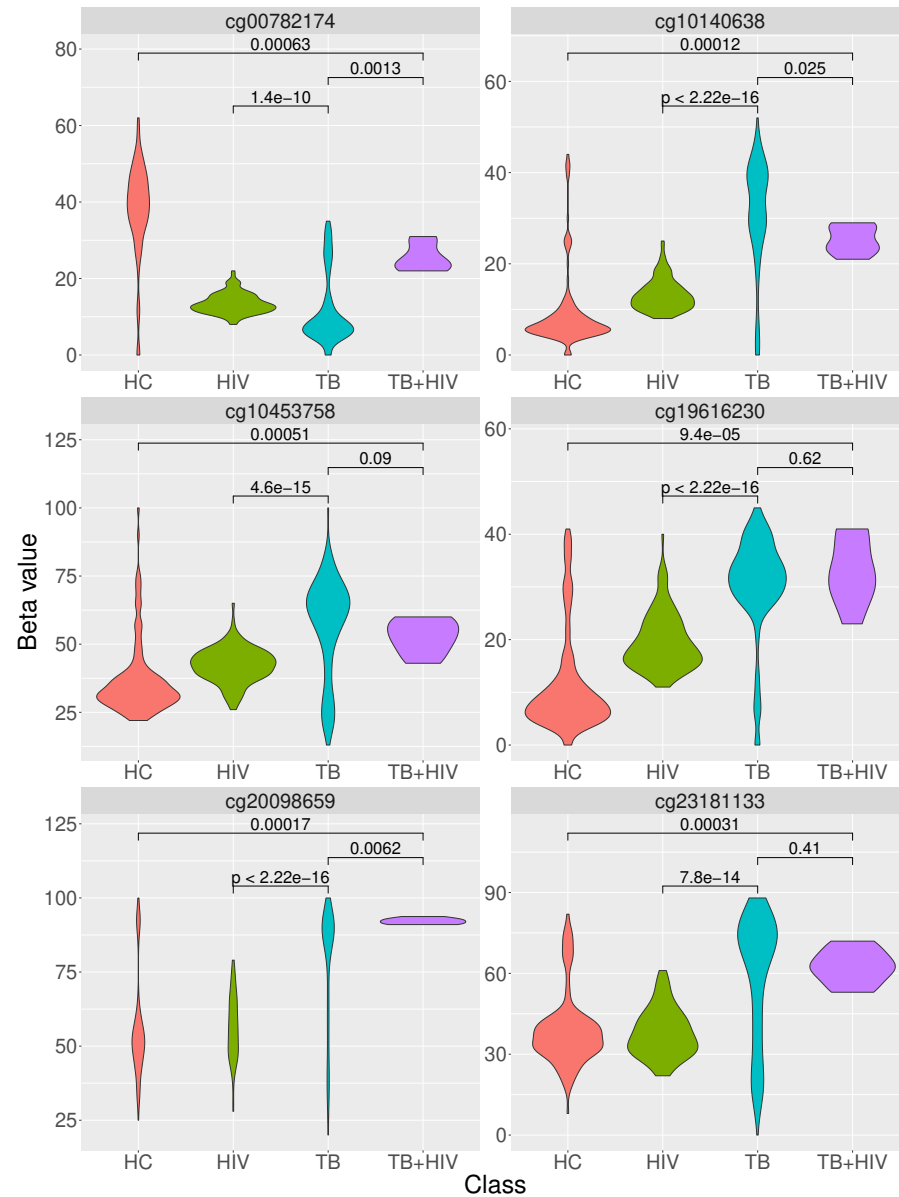 cg00782174
80
60
40
20
0
0.00063
0.0013
1.4e−10
HC HIV TB TB+HIV
cg10140638
60
40
20
0
0.00012
0.025
p < 2.22e−16
HC HIV TB TB+HIV
cg10453758
125
100
75
50
25
0.00051
0.09
4.6e−15
HC HIV TB TB+HIV
cg19616230
60
40
20
0
9.4e−05
0.62
p < 2.22e−16
HC HIV TB TB+HIV
cg20098659
125
100
75
50
25
0.00017
0.0062
p < 2.22e−16
HC HIV TB TB+HIV
cg23181133
90
60
30
0
0.00031
0.41
7.8e−14
HC HIV TB TB+HIV
Beta value
Class